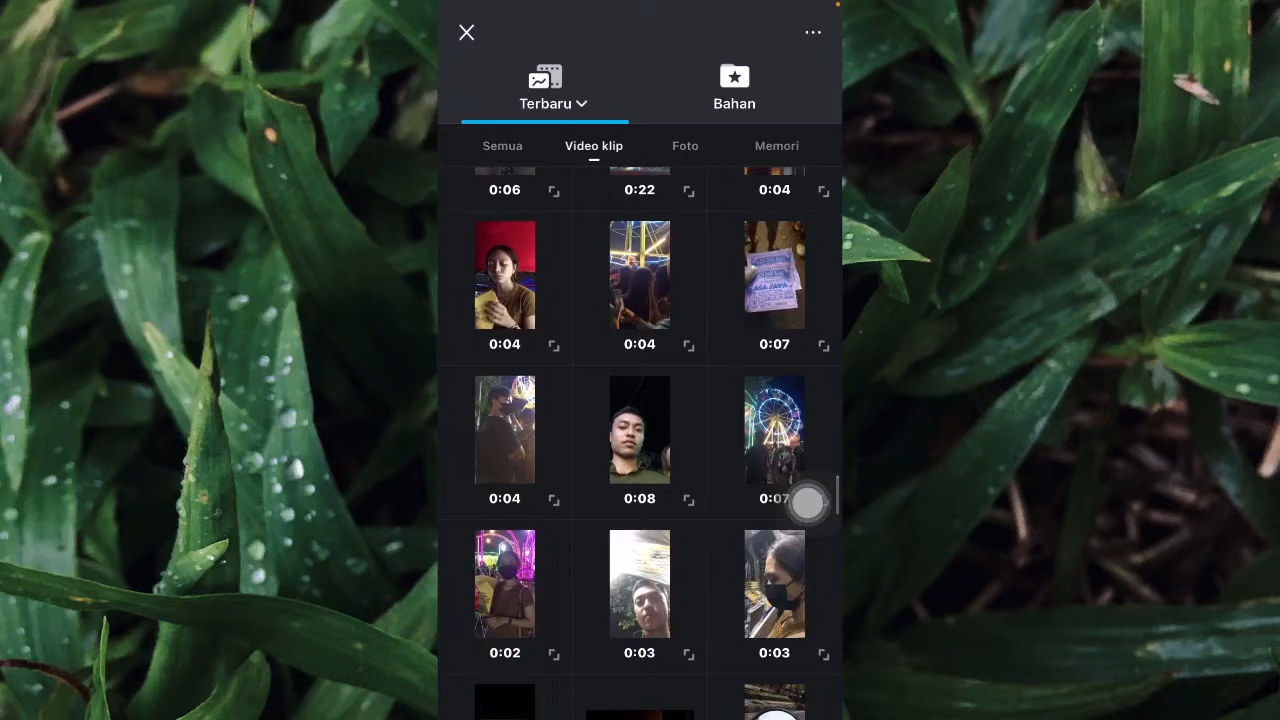 Terbaru
Bahan
Semua
Video klip
Foto
Memori
0:06
0:22
0:04
0:04
0:04
0:07
0:04
0:08
0:07
0:02
0:03
0:03